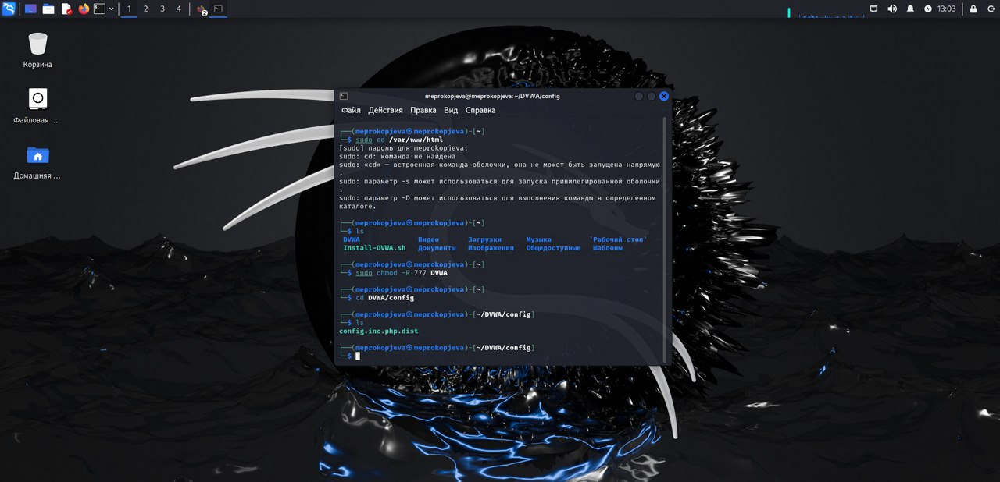 1 2 3 4
2
13:03
Корзина
Файловая ...
Домашняя ...
meprokopjeva@meprokopjeva: ~/DVWA/config
Файл Действия Правка Вид Справка
┌──(meprokopjeva㉿meprokopjeva)-[~]
└─$ sudo cd /var/www/html
[sudo] пароль для meprokopjeva:
sudo: cd: команда не найдена
sudo: «cd» — встроенная команда оболочки, она не может быть запущена напрямую
.
sudo: параметр -s может использоваться для запуска привилегированной оболочки
.
sudo: параметр -D может использоваться для выполнения команды в определенном
каталоге.
┌──(meprokopjeva㉿meprokopjeva)-[~]
└─$ ls
DVWA Видео Загрузки Музыка 'Рабочий стол'
Install-DVWA.sh Документы Изображения Общедоступные Шаблоны
┌──(meprokopjeva㉿meprokopjeva)-[~]
└─$ sudo chmod -R 777 DVWA
┌──(meprokopjeva㉿meprokopjeva)-[~]
└─$ cd DVWA/config
┌──(meprokopjeva㉿meprokopjeva)-[~/DVWA/config]
└─$ ls
config.inc.php.dist
┌──(meprokopjeva㉿meprokopjeva)-[~/DVWA/config]
└─$